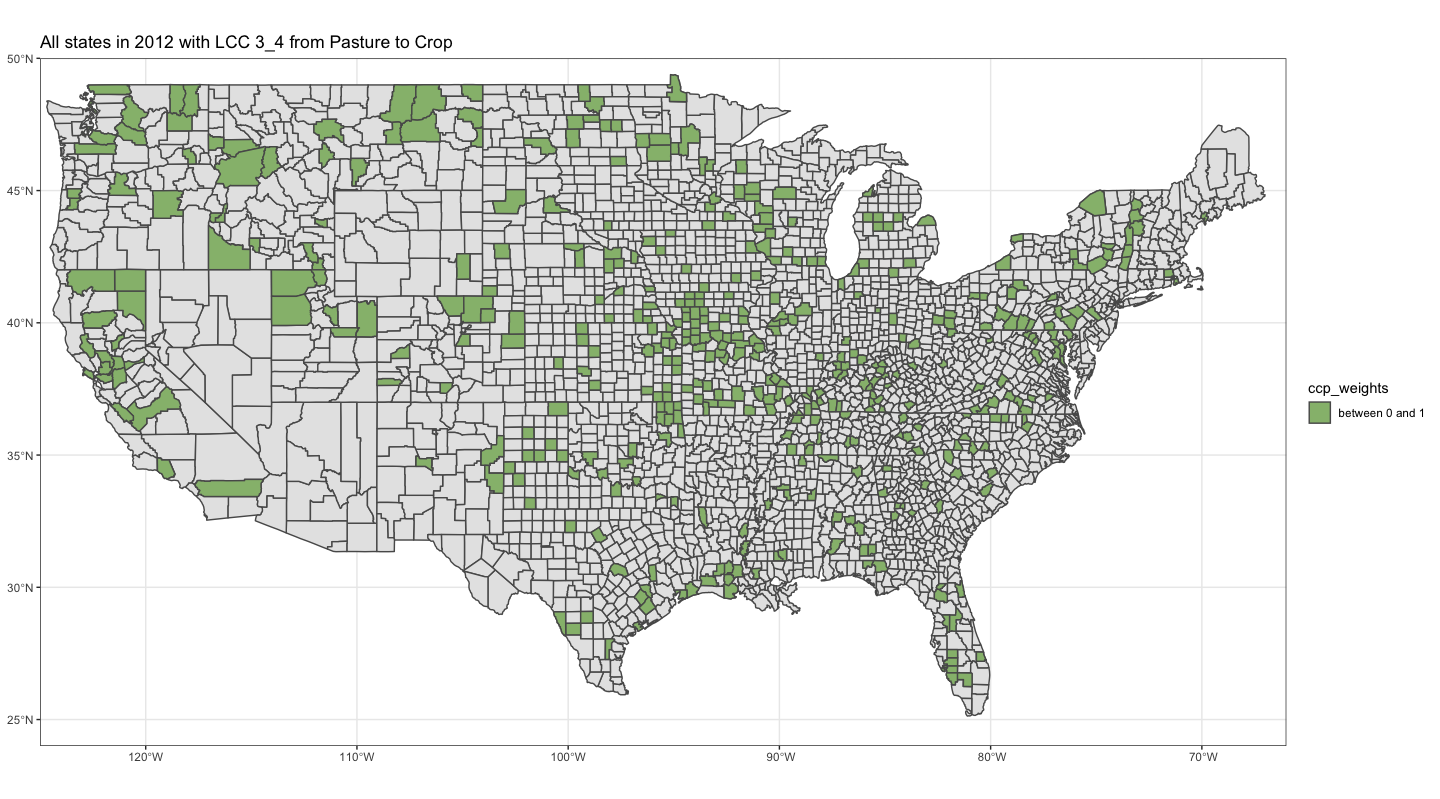 All states in 2012 with LCC 3_4 from Pasture to Crop
50°N
45°N
40°N
35°N
30°N
25°N
120°W
110°W
100°W
90°W
80°W
70°W
ccp_weights
between 0 and 1